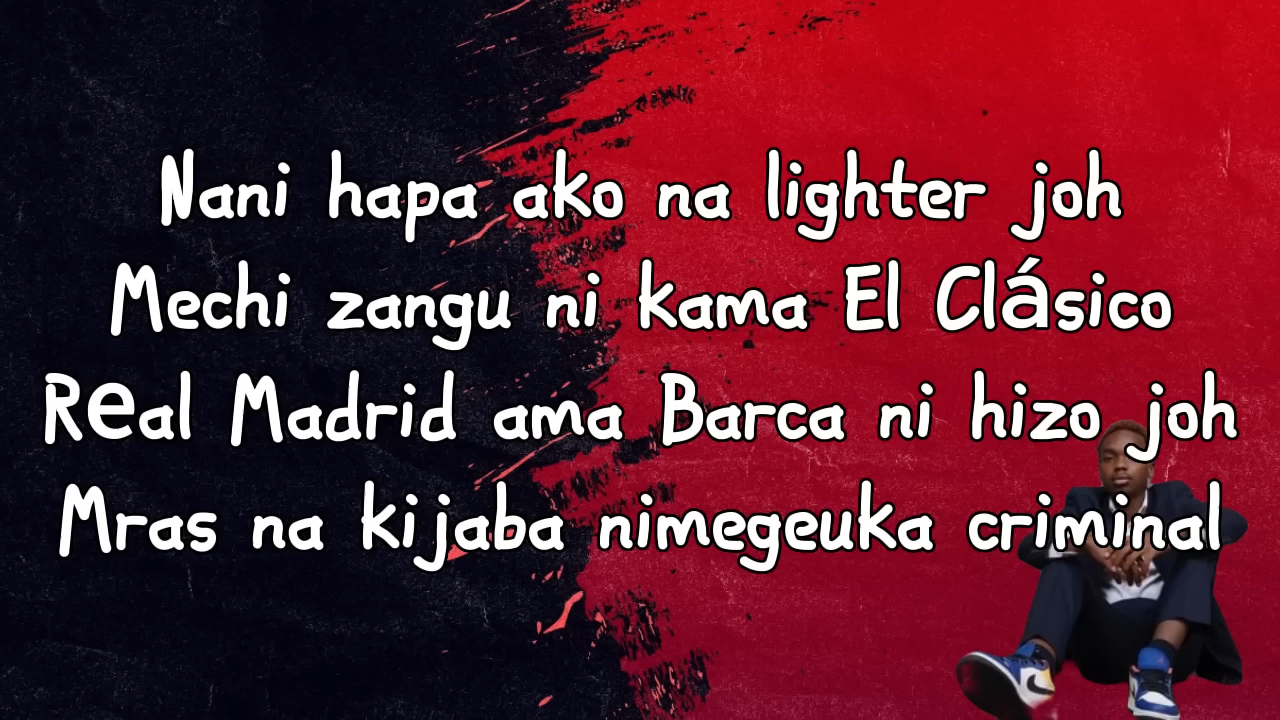 Nani hapa ako na lighter joh
Mechi zangu ni kama El Clásico
Real Madrid ama Barca ni hizo joh
Mras na kijaba nimegeuka criminal